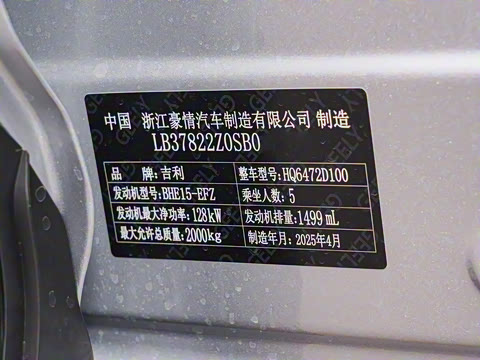 中国 浙江豪情汽车制造有限公司 制造
LB37822Z0SB0
品牌:吉利 整车型号:HQ6472D100
发动机型号:BHE15-EFZ 乘坐人数:5
发动机最大净功率:128kW 发动机排量:1499mL
最大允许总质量:2000kg 制造年月:2025年4月